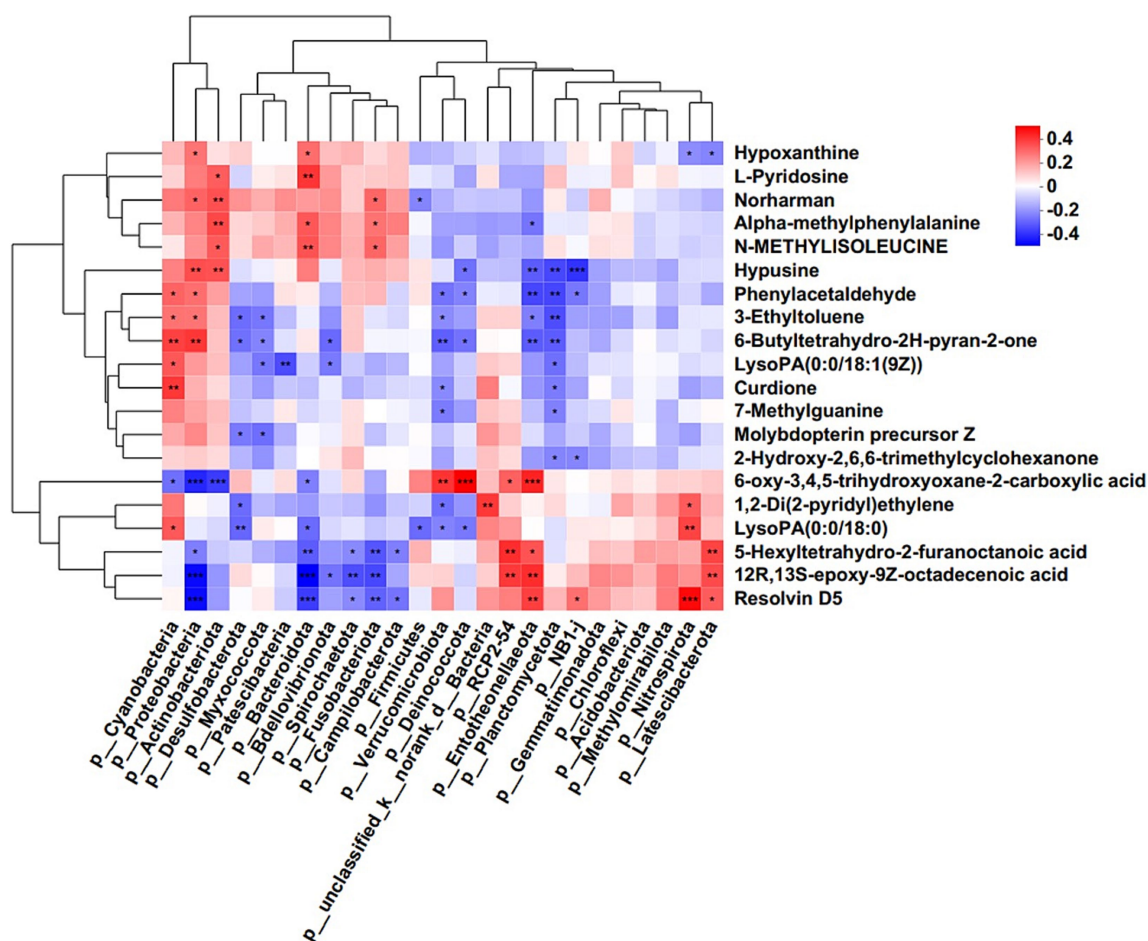 0.4
0.2
0
-0.2
-0.4
* * * * Hypoxanthine
* ** L-Pyridosine
* ** * * Norharman
** * * * Alpha-methylphenylalanine
* ** * N-METHYLISOLEUCINE
** ** * ** ** *** Hypusine
* * * * ** ** * Phenylacetaldehyde
* * * * * * ** 3-Ethyltoluene
** ** * * * ** * ** ** 6-Butyltetrahydro-2H-pyran-2-one
* * ** * * LysoPA(0:0/18:1(9Z))
** * * Curdione
* * 7-Methylguanine
* * Molybdopterin precursor Z
* * 2-Hydroxy-2,6,6-trimethylcyclohexanone
* *** *** * ** *** * *** 6-oxy-3,4,5-trihydroxyoxane-2-carboxylic acid
* * ** * 1,2-Di(2-pyridyl)ethylene
* ** * * * * ** LysoPA(0:0/18:0)
* ** * ** * ** * ** 5-Hexyltetrahydro-2-furanoctanoic acid
*** *** * ** ** ** ** ** 12R,13S-epoxy-9Z-octadecenoic acid
*** *** * ** * ** * *** * Resolvin D5
p__Cyanobacteria
p__Proteobacteria
p__Actinobacteriota
p__Desulfobacterota
p__Myxococcota
p__Patescibacteria
p__Bacteroidota
p__Bdellovibrionota
p__Spirochaetota
p__Fusobacteriota
p__Campilobacterota
p__Firmicutes
p__Verrucomicrobiota
p__Deinococcota
p__unclassified_k__norank_d__Bacteria
p__RCP2-54
p__Entotheonellaeota
p__Planctomycetota
p__NB1-j
p__Gemmatimonadota
p__Chloroflexi
p__Acidobacteriota
p__Methylomirabilota
p__Nitrospirota
p__Latescibacterota